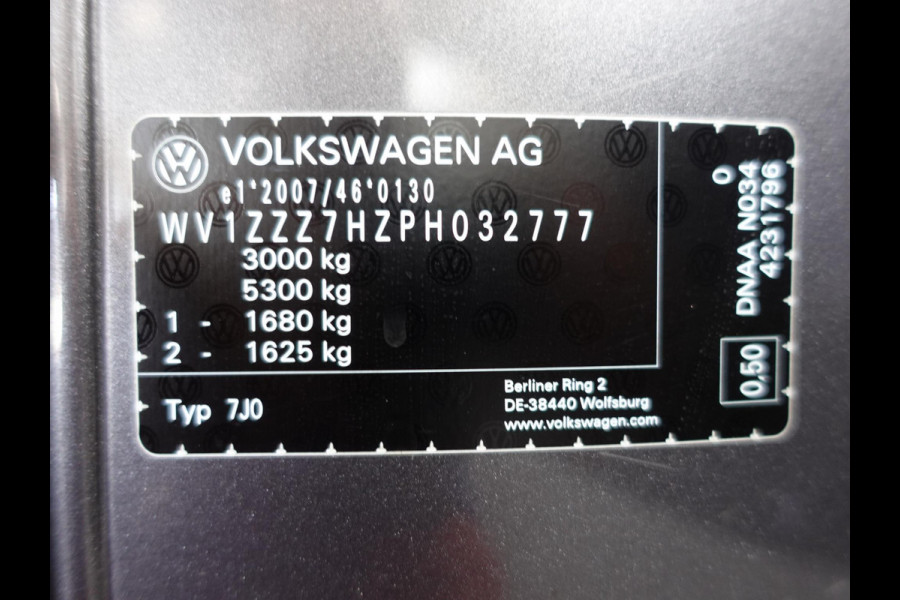 VOLKSWAGEN AG
e1*2007/46*0130
WV1ZZZ7HZPH032777
3000 kg
5300 kg
1 - 1680 kg
2 - 1625 kg
Typ 7J0
Berliner Ring 2
DE-38440 Wolfsburg
www.volkswagen.com
O
DNAA N034
4231796
0,50